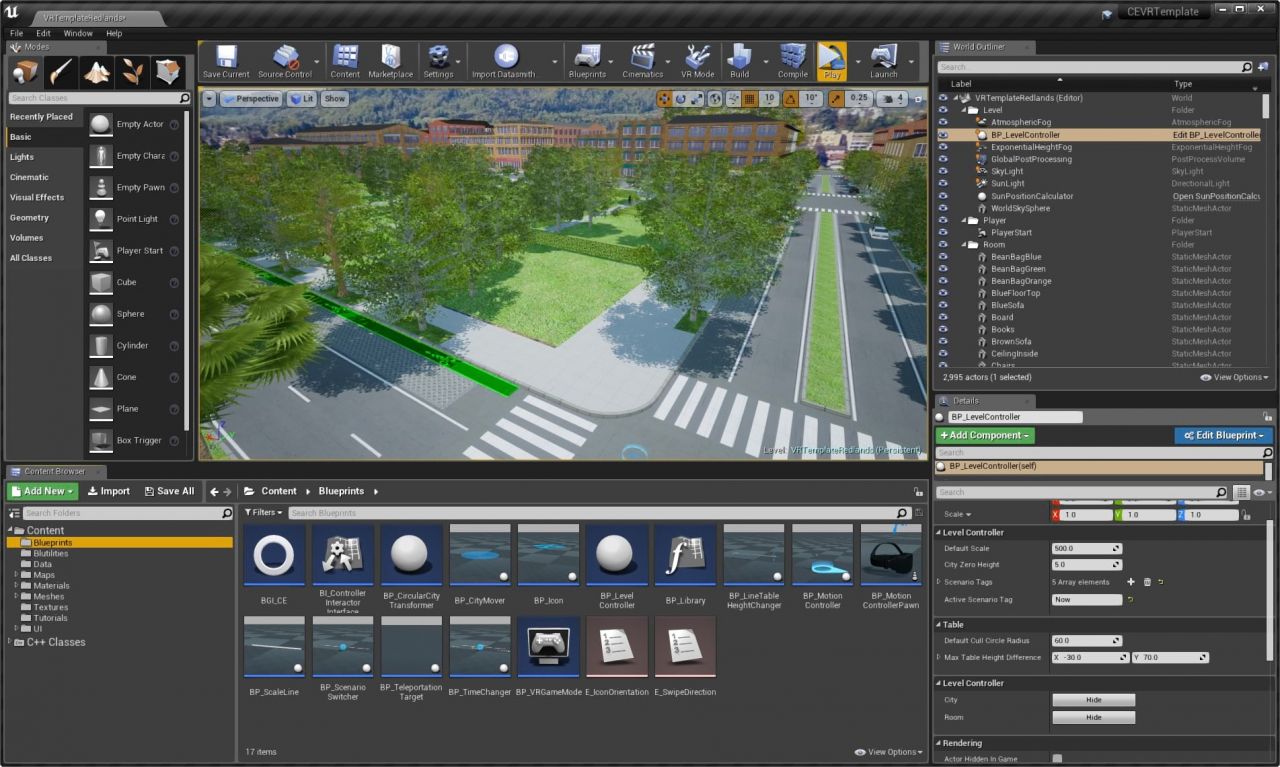 VRTemplateRedlands*
CEVRTemplate
File Edit Window Help
Modes
Search Classes
Recently Placed
Basic
Lights
Cinematic
Visual Effects
Geometry
Volumes
All Classes
Empty Actor
Empty Chara
Empty Pawn
Point Light
Player Start
Cube
Sphere
Cylinder
Cone
Plane
Box Trigger
Save Current Source Control Content Marketplace Settings Import Datasmith... Blueprints Cinematics VR Mode Build Compile Play Launch
Perspective Lit Show 10 10° 0.25 4
Level: VRTemplateRedlands (Persistent)
World Outliner
Search...
Label Type
VRTemplateRedlands (Editor) World
Level Folder
AtmosphericFog AtmosphericFog
BP_LevelController Edit BP_LevelController
ExponentialHeightFog ExponentialHeightFog
GlobalPostProcessing PostProcessVolume
SkyLight SkyLight
SunLight DirectionalLight
SunPositionCalculator Open SunPositionCalcu
WorldSkySphere StaticMeshActor
Player Folder
PlayerStart PlayerStart
Room Folder
BeanBagBlue StaticMeshActor
BeanBagGreen StaticMeshActor
BeanBagOrange StaticMeshActor
BlueFloorTop StaticMeshActor
BlueSofa StaticMeshActor
Board StaticMeshActor
Books StaticMeshActor
BrownSofa StaticMeshActor
CeilingInside StaticMeshActor
Chairs StaticMeshActor
2,995 actors (1 selected) View Options
Details
BP_LevelController
+Add Component Edit Blueprint
Search
BP_LevelController(self)
Search
Scale X 1.0 Y 1.0 Z 1.0
Level Controller
Default Scale 500.0
City Zero Height 5.0
Scenario Tags 5 Array elements
Active Scenario Tag Now
Table
Default Cull Circle Radius 60.0
Max Table Height Difference X -30.0 Y 70.0
Level Controller
City Hide
Room Hide
Rendering
Actor Hidden In Game
Content Browser
Add New Import Save All Content Blueprints
Search Folders
Content
Blueprints
Blutilities
Data
Maps
Materials
Meshes
Textures
Tutorials
UI
C++ Classes
Filters Search Blueprints
BGI_CE
BI_Controller
Interactor
Interface
BP_CircularCity
Transformer
BP_CityMover
BP_Icon
BP_Level
Controller
BP_Library
BP_LineTable
HeightChanger
BP_Motion
Controller
BP_Motion
ControllerPawn
BP_ScaleLine
BP_Scenario
Switcher
BP_Teleportation
Target
BP_TimeChanger
BP_VRGameMode
E_IconOrientation
E_SwipeDirection
17 items View Options